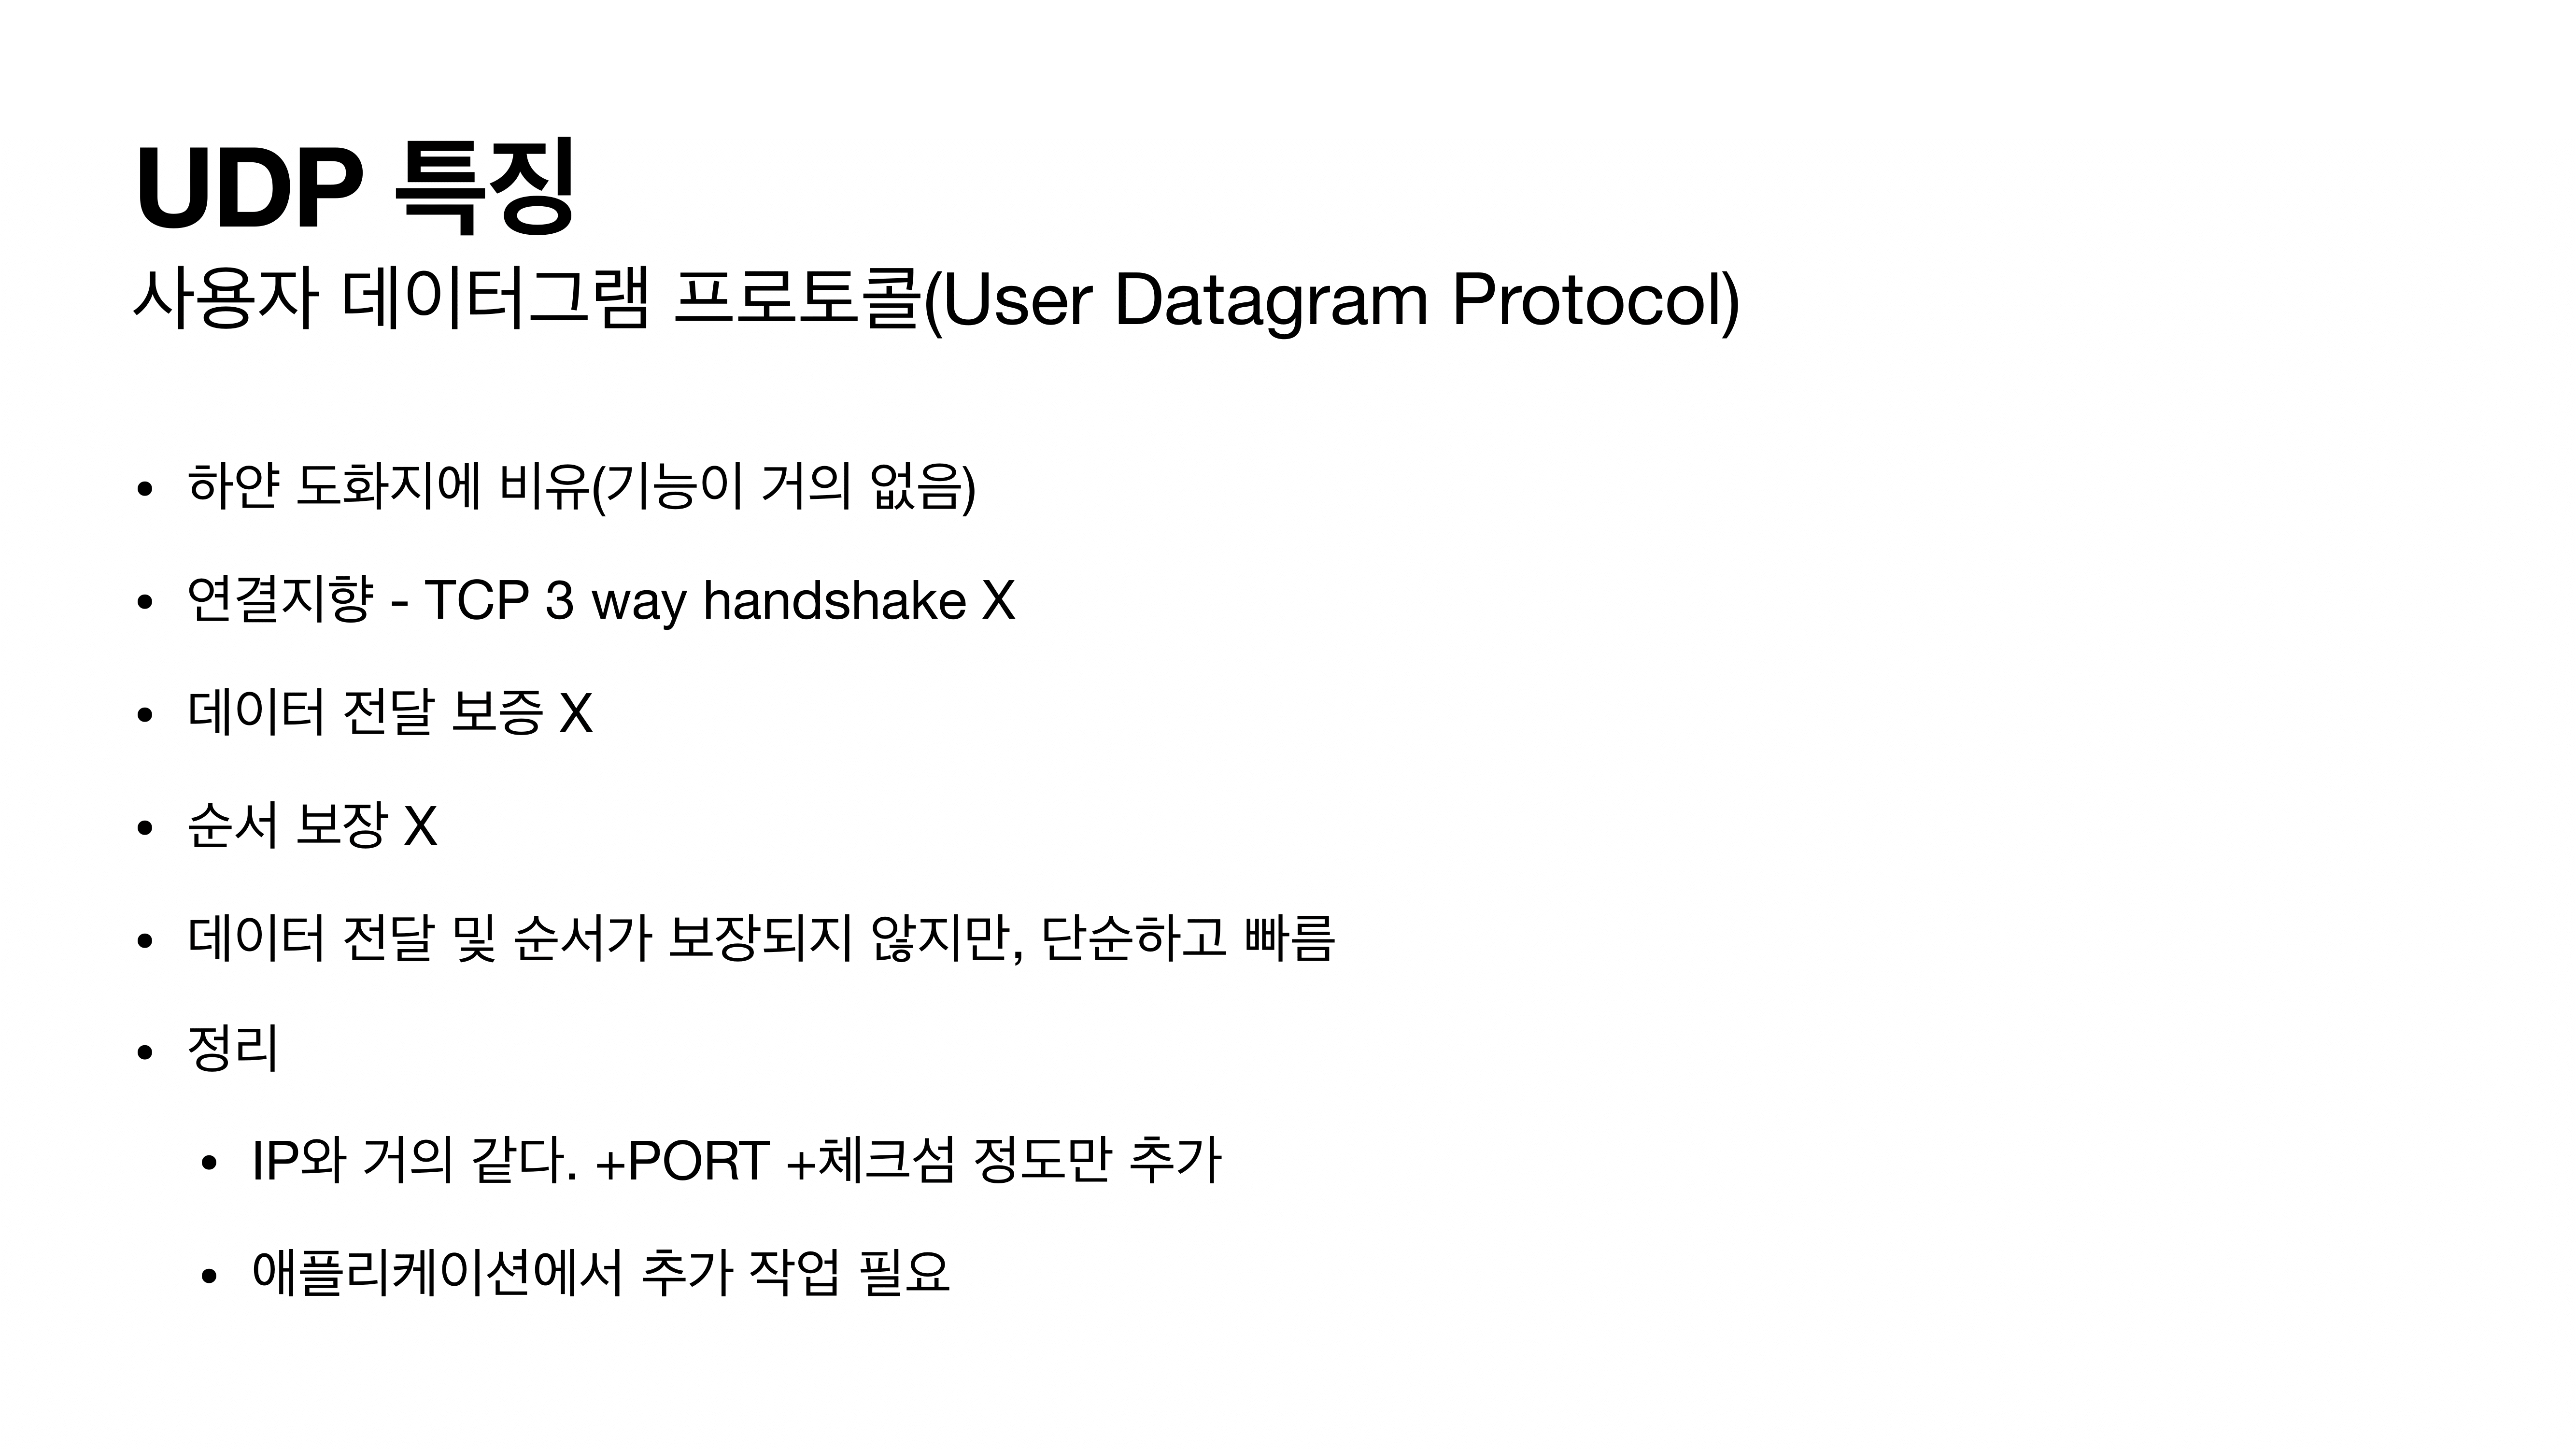 UDP 특징
사용자 데이터그램 프로토콜(User Datagram Protocol)
• 하얀 도화지에 비유(기능이 거의 없음)
• 연결지향 - TCP 3 way handshake X
• 데이터 전달 보증 X
• 순서 보장 X
• 데이터 전달 및 순서가 보장되지 않지만, 단순하고 빠름
• 정리
• IP와 거의 같다. +PORT +체크섬 정도만 추가
• 애플리케이션에서 추가 작업 필요